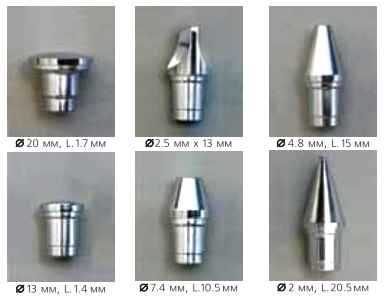 Ø 20 мм, L.1.7 мм
Ø 2.5 мм x 13 мм
Ø 4.8 мм, L.15 мм
Ø 13 мм, L.1.4 мм
Ø 7.4 мм, L.10.5 мм
Ø 2 мм, L.20.5 мм